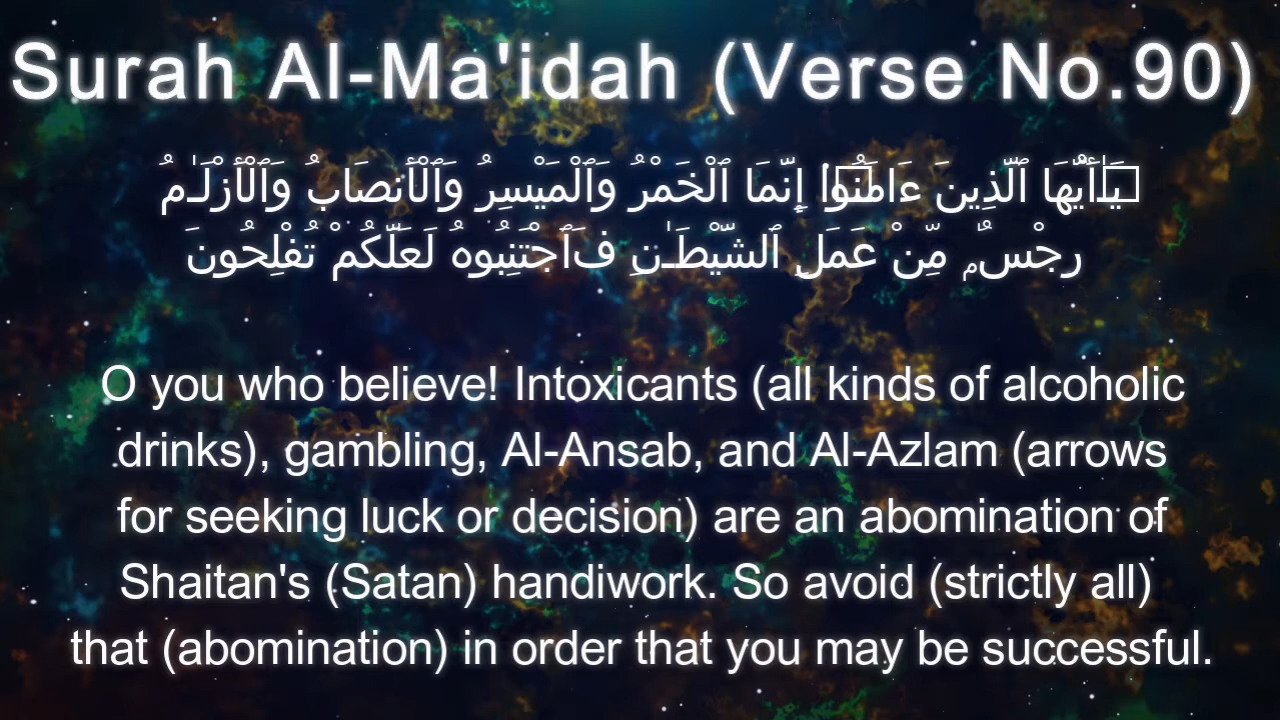 Surah Al-Ma'idah (Verse No.90)
يَـٰٓأَيُّهَا ٱلَّذِينَ ءَامَنُوٓا۟ إِنَّمَا ٱلْخَمْرُ وَٱلْمَيْسِرُ وَٱلْأَنصَابُ وَٱلْأَزْلَـٰمُ
رِجْسٌۭ مِّنْ عَمَلِ ٱلشَّيْطَـٰنِ فَٱجْتَنِبُوهُ لَعَلَّكُمْ تُفْلِحُونَ
O you who believe! Intoxicants (all kinds of alcoholic
drinks), gambling, Al-Ansab, and Al-Azlam (arrows
for seeking luck or decision) are an abomination of
Shaitan's (Satan) handiwork. So avoid (strictly all)
that (abomination) in order that you may be successful.